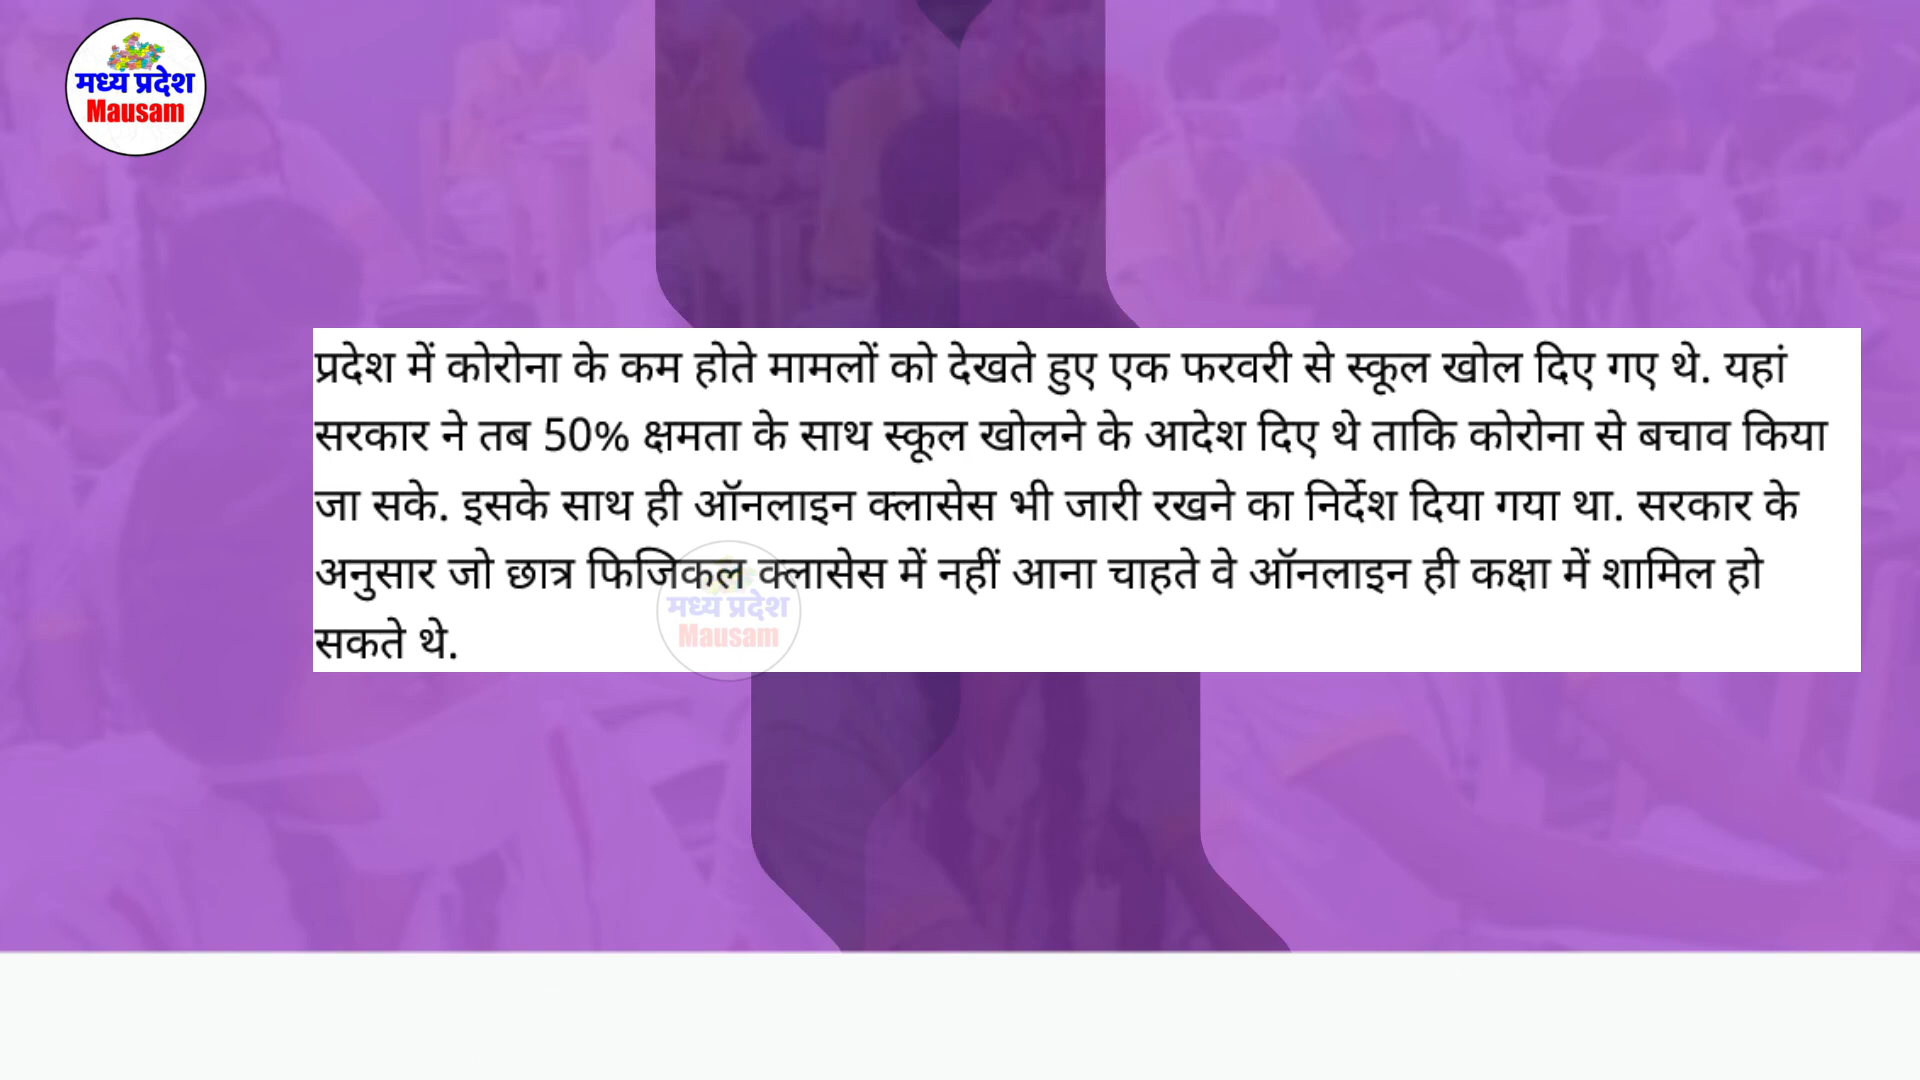 मध्य प्रदेश
Mausam
प्रदेश में कोरोना के कम होते मामलों को देखते हुए एक फरवरी से स्कूल खोल दिए गए थे. यहां
सरकार ने तब 50% क्षमता के साथ स्कूल खोलने के आदेश दिए थे ताकि कोरोना से बचाव किया
जा सके. इसके साथ ही ऑनलाइन क्लासेस भी जारी रखने का निर्देश दिया गया था. सरकार के
अनुसार जो छात्र फिजिकल क्लासेस में नहीं आना चाहते वे ऑनलाइन ही कक्षा में शामिल हो
सकते थे.
मध्य प्रदेश
Mausam